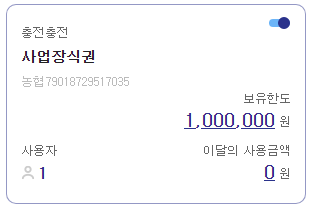 충전충전
사업장식권
농협79018729517035
보유한도
1,000,000 원
사용자
이달의 사용금액
1
0 원